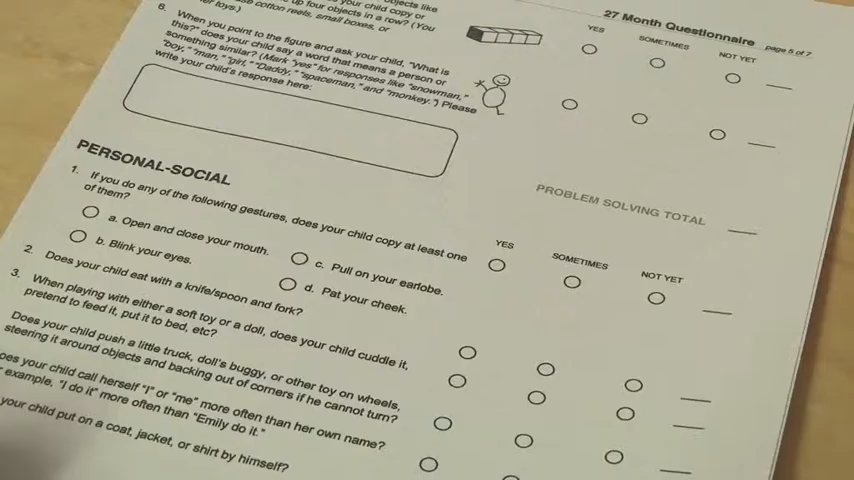 27 Month Questionnaire page 5 of 7
objects like
your child copy or
up four objects in a row? (You
use cotton reels, small boxes, or
toys.)
YES SOMETIMES NOT YET
6. When you point to the figure and ask your child, "What is
this?" does your child say a word that means a person or
something similar? (Mark "yes" for responses like "snowman,"
"boy," "man," "girl," "Daddy," "spaceman," and "monkey.") Please
write your child's response here:
PROBLEM SOLVING TOTAL
PERSONAL-SOCIAL
YES SOMETIMES NOT YET
1. If you do any of the following gestures, does your child copy at least one
of them?
a. Open and close your mouth.
b. Blink your eyes.
c. Pull on your earlobe.
d. Pat your cheek.
2. Does your child eat with a knife/spoon and fork?
3. When playing with either a soft toy or a doll, does your child cuddle it,
pretend to feed it, put it to bed, etc?
Does your child push a little truck, doll's buggy, or other toy on wheels,
steering it around objects and backing out of corners if he cannot turn?
your child call herself "I" or "me" more often than her own name?
example, "I do it" more often than "Emily do it."
your child put on a coat, jacket, or shirt by himself?